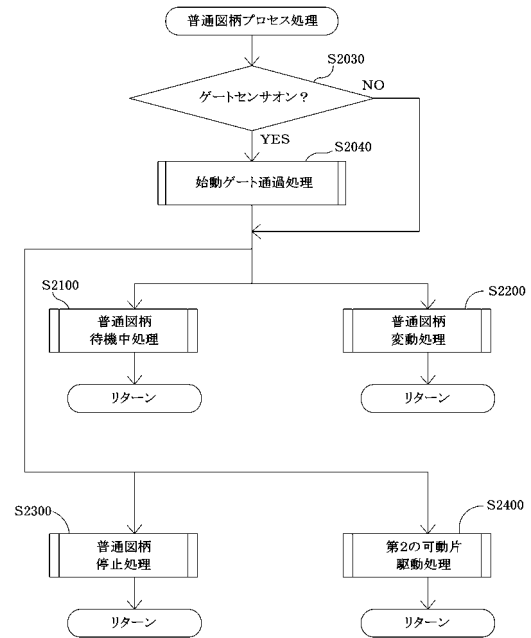 普通図柄プロセス処理
S2030
ゲートセンサオン？
NO
YES
S2040
始動ゲート通過処理
S2100
普通図柄
待機中処理
S2200
普通図柄
変動処理
リターン
リターン
S2300
普通図柄
停止処理
S2400
第2の可動片
駆動処理
リターン
リターン